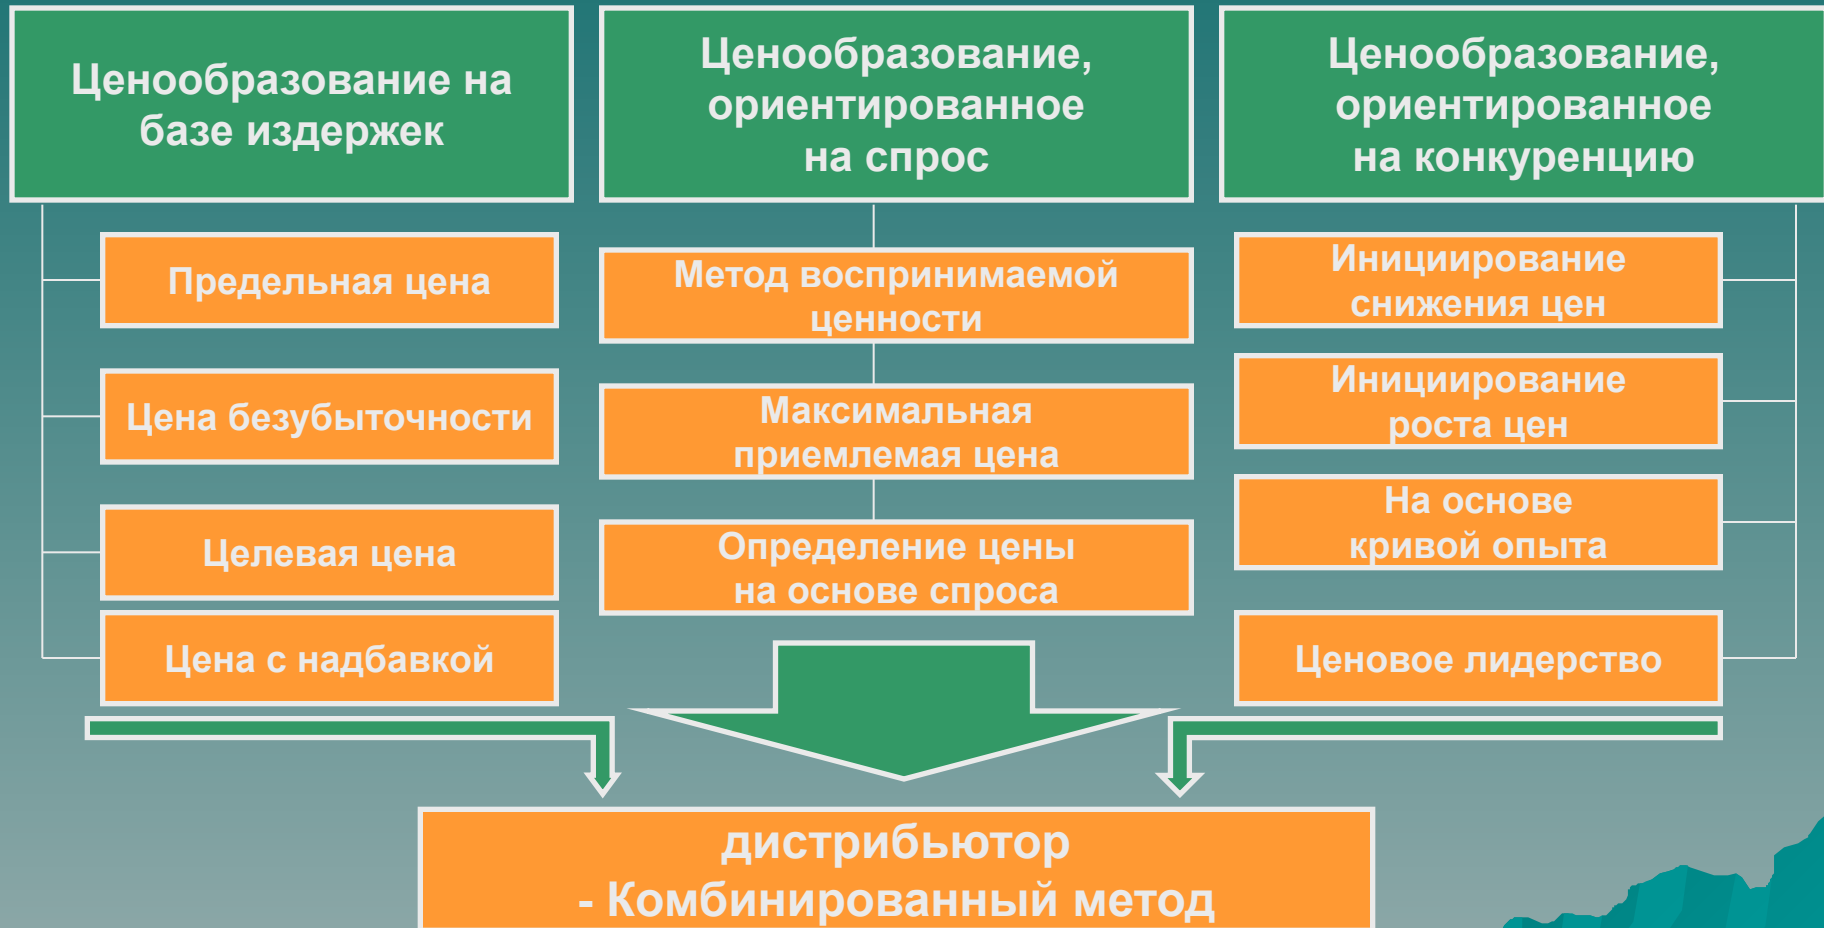 Ценообразование на
базе издержек
Предельная цена
Цена безубыточности
Целевая цена
Цена с надбавкой
Ценообразование,
ориентированное
на спрос
Метод воспринимаемой
ценности
Максимальная
приемлемая цена
Определение цены
на основе спроса
Ценообразование,
ориентированное
на конкуренцию
Инициирование
снижения цен
Инициирование
роста цен
На основе
кривой опыта
Ценовое лидерство
дистрибьютор
- Комбинированный метод